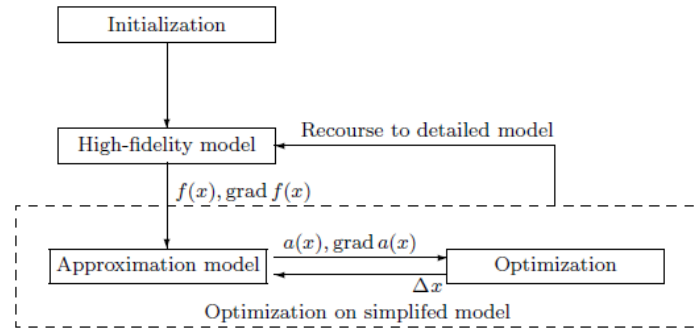 Initialization
Recourse to detailed model
High-fidelity model
f(x), grad f(x)
a(x), grad a(x)
Approximation model
Optimization
Δx
Optimization on simplifed model